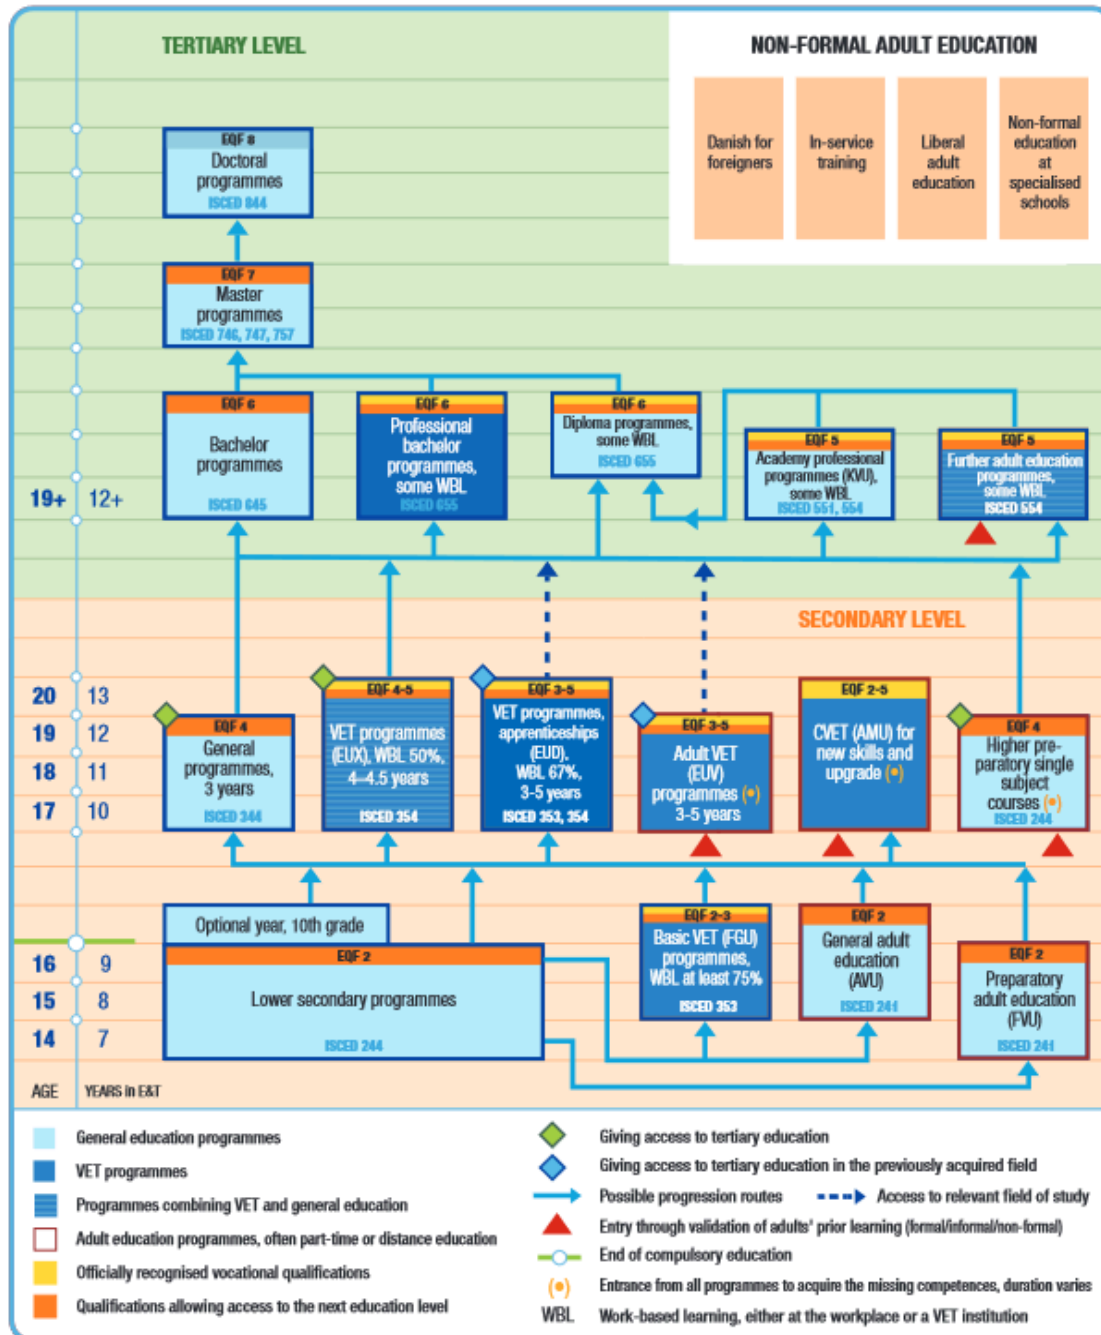 TERTIARY LEVEL
NON-FORMAL ADULT EDUCATION
Danish for
foreigners
In-service
training
Liberal
adult
education
Non-formal
education
at
specialised
schools
EQF 8
Doctoral
programmes
ISCED 844
EQF 7
Master
programmes
ISCED 746, 747, 757
EQF 6
Bachelor
programmes
ISCED 645
EQF 6
Professional
bachelor
programmes,
some WBL
ISCED 655
EQF 6
Diploma programmes,
some WBL
ISCED 655
EQF 5
Academy professional
programmes (KVU),
some WBL
ISCED 551, 554
EQF 5
Further adult education
programmes,
some WBL
ISCED 554
19+ 12+
SECONDARY LEVEL
20 13
19 12
18 11
17 10
EQF 4
General
programmes,
3 years
ISCED 344
EQF 4-5
VET programmes
(EUX), WBL 50%,
4–4.5 years
ISCED 354
EQF 3-5
VET programmes,
apprenticeships
(EUD),
WBL 67%,
3-5 years
ISCED 353, 354
EQF 3-5
Adult VET
(EUV)
programmes (•)
3-5 years
EQF 2-5
CVET (AMU) for
new skills and
upgrade (•)
EQF 4
Higher pre-
paratory single
subject
courses (•)
ISCED 244
Optional year, 10th grade
EQF 2
Lower secondary programmes
ISCED 244
EQF 2-3
Basic VET (FGU)
programmes,
WBL at least 75%
ISCED 353
EQF 2
General adult
education
(AVU)
ISCED 241
EQF 2
Preparatory
adult education
(FVU)
ISCED 241
16 9
15 8
14 7
AGE YEARS in E&T
General education programmes
VET programmes
Programmes combining VET and general education
Adult education programmes, often part-time or distance education
Officially recognised vocational qualifications
Qualifications allowing access to the next education level
Giving access to tertiary education
Giving access to tertiary education in the previously acquired field
Possible progression routes
Access to relevant field of study
Entry through validation of adults' prior learning (formal/informal/non-formal)
End of compulsory education
(•) Entrance from all programmes to acquire the missing competences, duration varies
WBL Work-based learning, either at the workplace or a VET institution